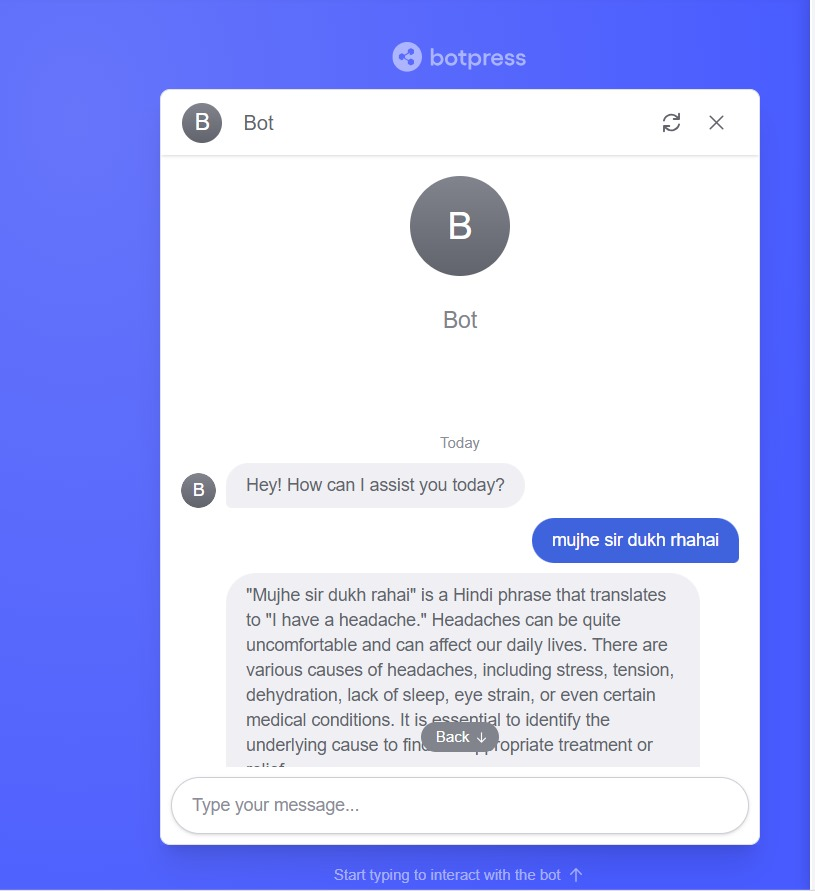 botpress
B
Bot
B
Bot
Today
B
Hey! How can I assist you today?
mujhe sir dukh rhahai
"Mujhe sir dukh rahai" is a Hindi phrase that translates
to "I have a headache." Headaches can be quite
uncomfortable and can affect our daily lives. There are
various causes of headaches, including stress, tension,
dehydration, lack of sleep, eye strain, or even certain
medical conditions. It is essential to identify the
underlying cause to treatment or
Back ↓
Type your message...
Start typing to interact with the bot ↑